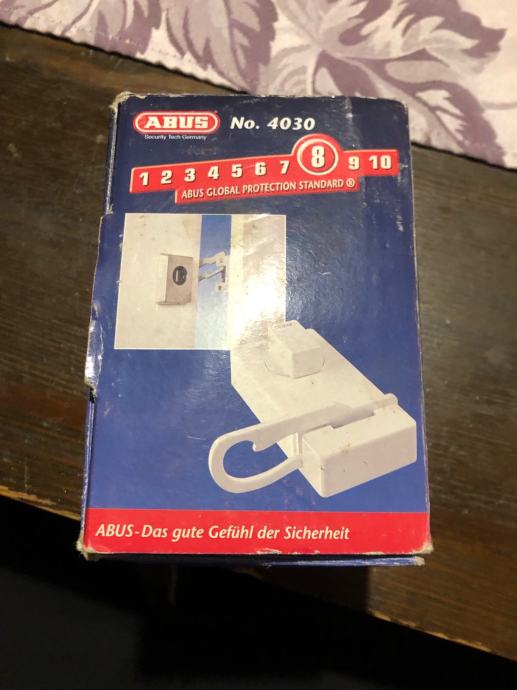 ABUS No. 4030
Security Tech Germany
1 2 3 4 5 6 7 8 9 10
ABUS GLOBAL PROTECTION STANDARD ®
ABUS-Das gute Gefühl der Sicherheit